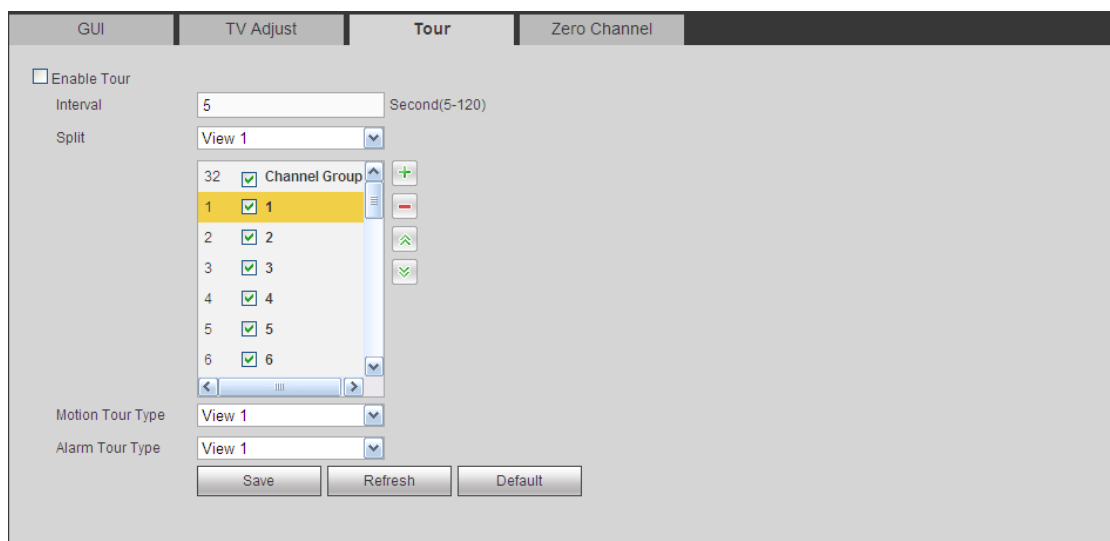 GUI TV Adjust Tour Zero Channel
Enable Tour
Interval 5 Second(5-120)
Split View 1
32 Channel Group
1 1
2 2
3 3
4 4
5 5
6 6
Motion Tour Type View 1
Alarm Tour Type View 1
Save Refresh Default